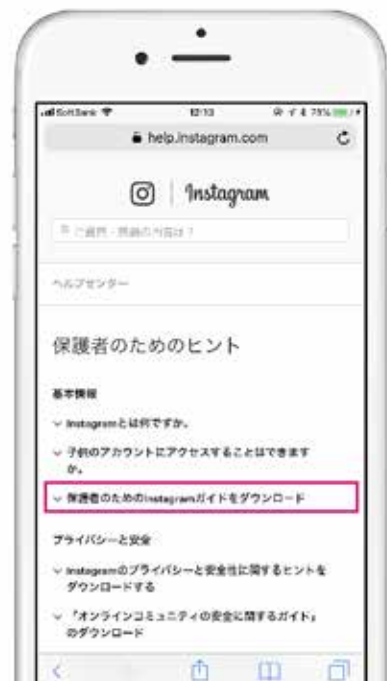 SoftBank 12:13 75%
help.instagram.com
Instagram
ヘルプセンター
保護者のためのヒント
基本情報
Instagramとは何ですか。
子供のアカウントにアクセスすることはできます
か。
保護者のためのInstagramガイドをダウンロード
プライバシーと安全
Instagramのプライバシーと安全性に関するヒントを
ダウンロードする
「オンラインコミュニティの安全に関するガイド」
のダウンロード